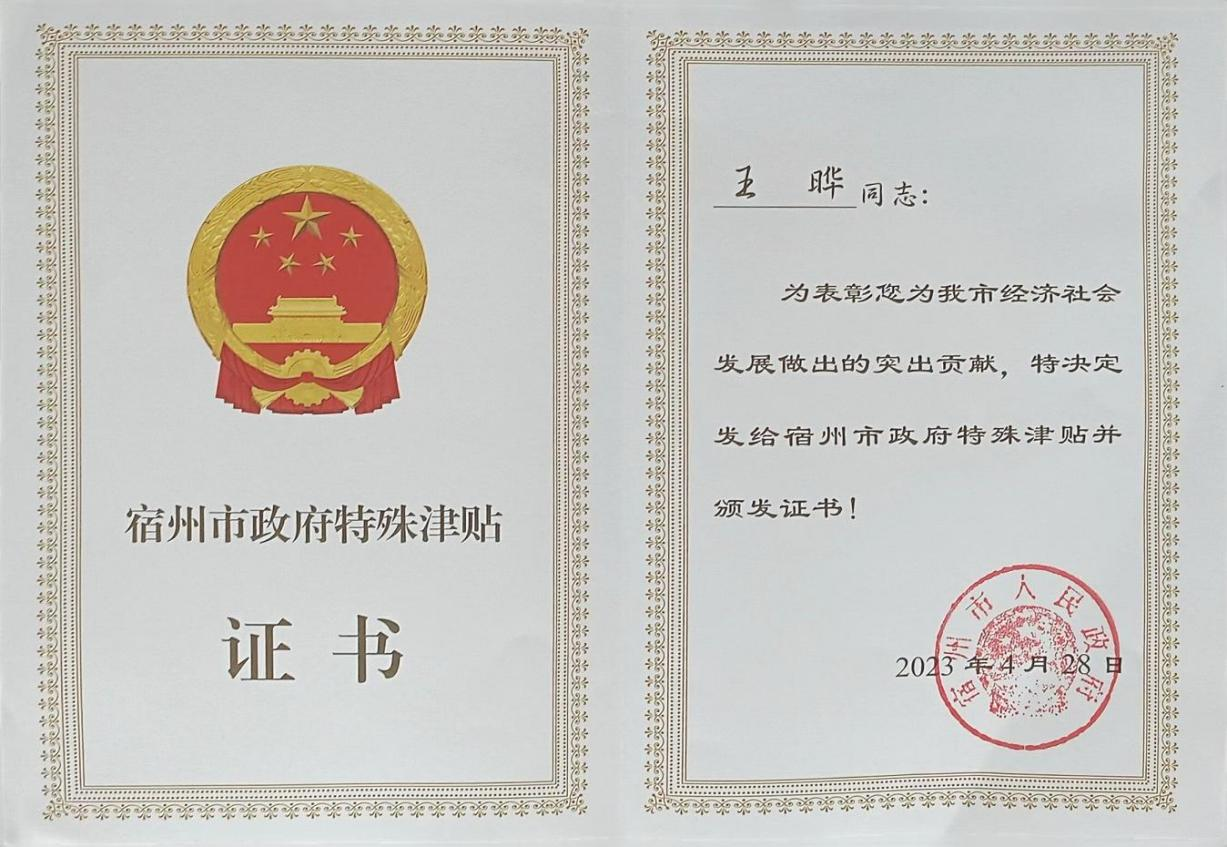 宿州市政府特殊津贴
证书
王 晔同志：
为表彰您为我市经济社会
发展做出的突出贡献，特决定
发给宿州市政府特殊津贴并
颁发证书！
宿州市人民政府
2023年4月28日